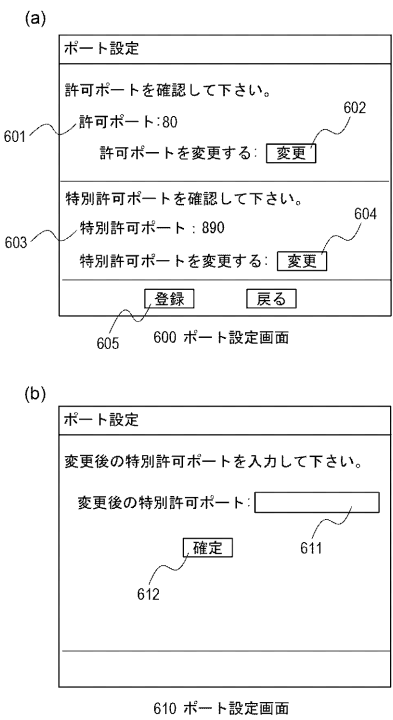 (a)
ポート設定
許可ポートを確認して下さい。
602
601
許可ポート:80
許可ポートを変更する: 変更
特別許可ポートを確認して下さい。
604
603
特別許可ポート:890
特別許可ポートを変更する: 変更
登録 戻る
605
600 ポート設定画面
(b)
ポート設定
変更後の特別許可ポートを入力して下さい。
変更後の特別許可ポート:
611
確定
612
610 ポート設定画面